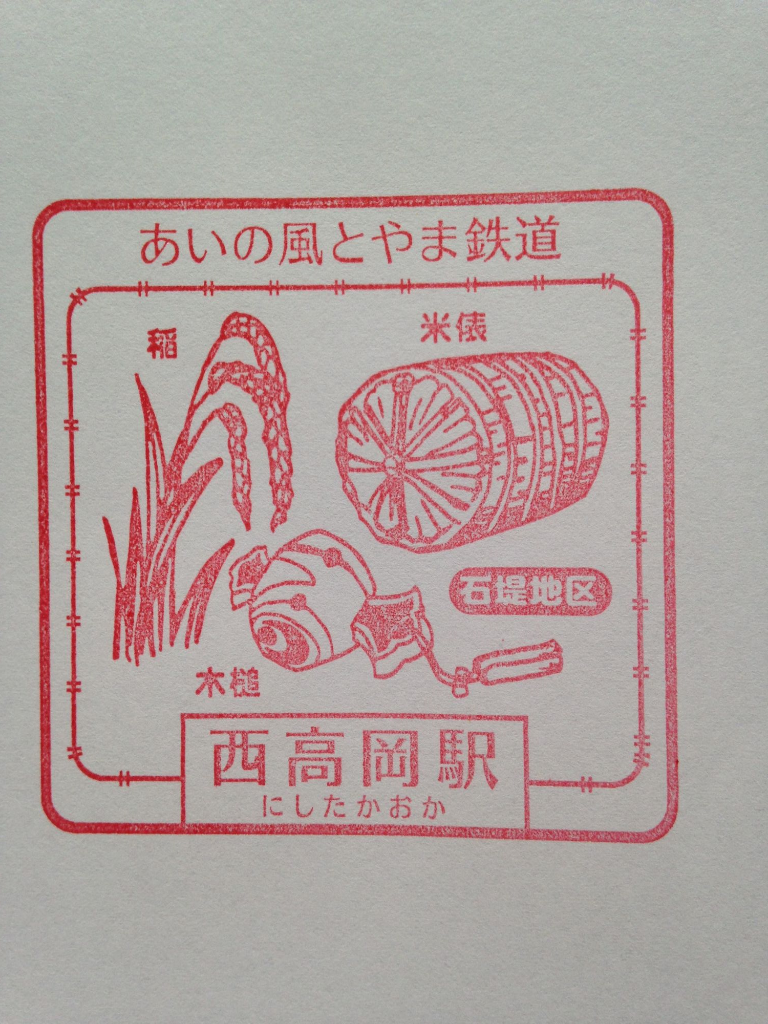 あいの風とやま鉄道
稲
米俵
石堤地区
木槌
西高岡駅
にしたかおか